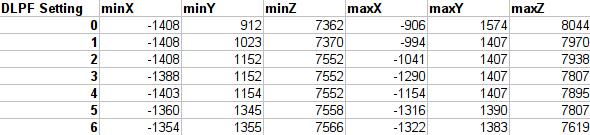 DLPF Setting minX minY minZ maxX maxY maxZ
0 -1408 912 7362 -906 1574 8044
1 -1408 1023 7370 -994 1407 7970
2 -1408 1152 7552 -1041 1407 7938
3 -1388 1152 7552 -1290 1407 7807
4 -1403 1154 7552 -1154 1407 7895
5 -1360 1345 7558 -1316 1390 7807
6 -1354 1355 7566 -1322 1383 7619